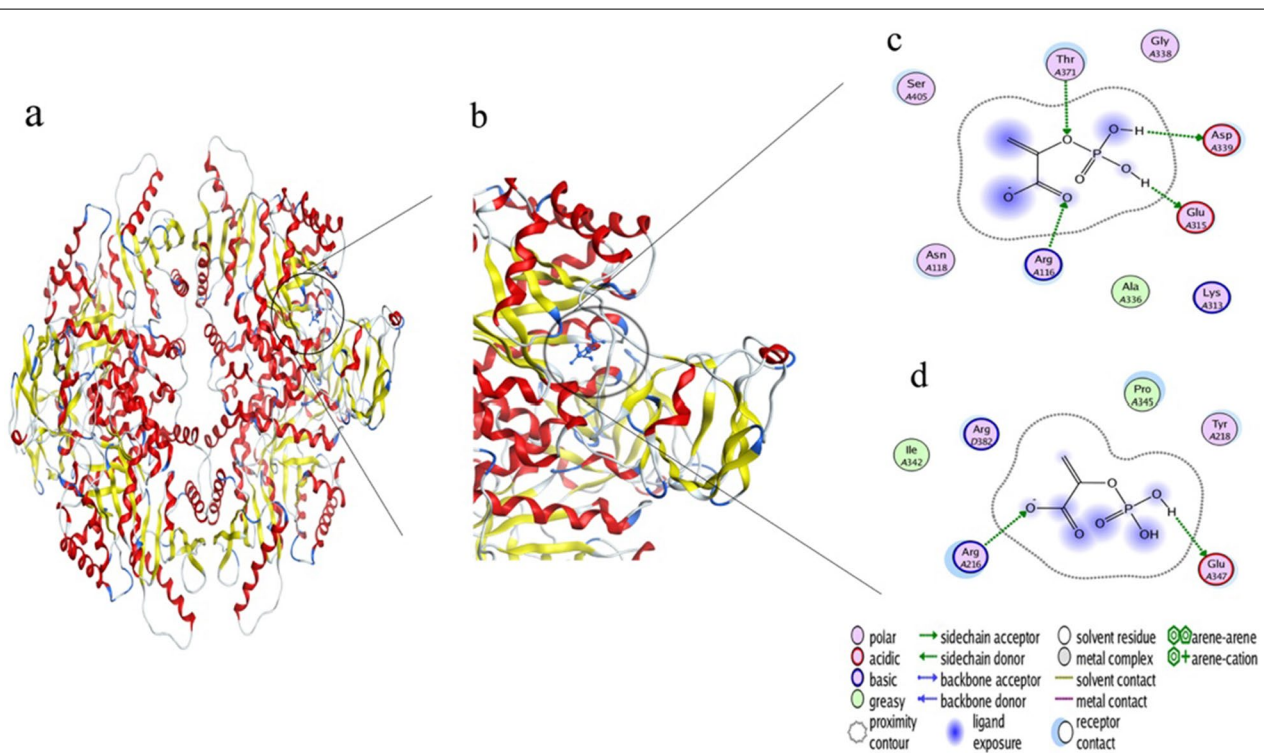 a
b
c
Gly
A338
Thr
A371
Ser
A405
O
O H
Asp
A339
P
O
O
H
O-
O
Glu
A315
Asn
A118
Arg
A116
Ala
A336
Lys
A313
d
Pro
A345
Arg
D382
Tyr
A218
Ile
A342
O
O
H
O-
O
P
O
OH
Arg
A216
Glu
A347
polar
sidechain acceptor
solvent residue
arene-arene
acidic
sidechain donor
metal complex
arene-cation
basic
backbone acceptor
solvent contact
greasy
backbone donor
metal contact
proximity
contour
ligand
exposure
receptor
contact